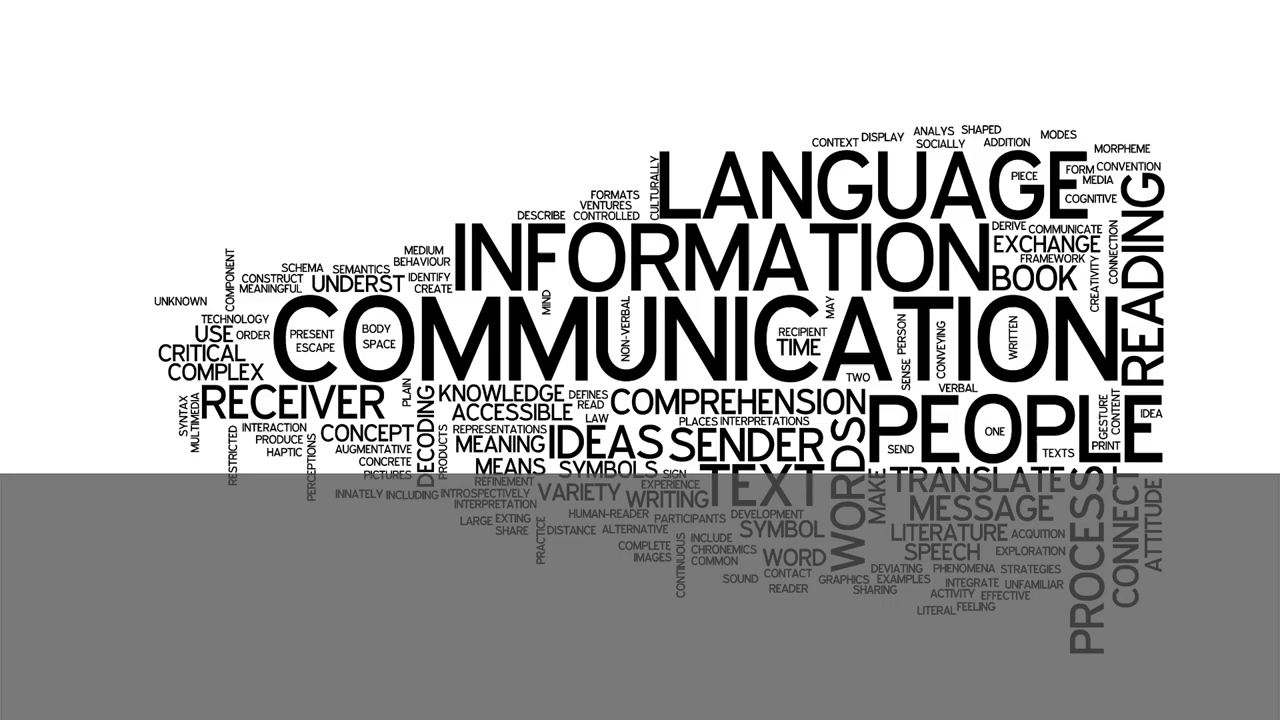 ANALYS SHAPED
CONTEXT DISPLAY SOCIALLY ADDITION MODES
MORPHEME
LANGUAGE
CULTURALLY
PIECE
FORM CONVENTION
MEDIA
COGNITIVE
READING
FORMATS
VENTURES
DESCRIBE CONTROLLED
INFORMATION
DERIVE COMMUNICATE
EXCHANGE
FRAMEWORK
BOOK
CREATIVITY
CONNECTION
MEDIUM
BEHAVIOUR
COMPONENT
SCHEMA SEMANTICS IDENTIFY
CONSTRUCT
MEANINGFUL UNDERST CREATE
UNKNOWN
TECHNOLOGY
USE ORDER
CRITICAL
COMPLEX
COMMUNICATION
PRESENT
ESCAPE
BODY
SPACE
MIND
NON-VERBAL
MAY
RECIPIENT
TIME
TWO
PERSON
SENSE
CONVEYING
VERBAL
WRITTEN
SYNTAX
MULTIMEDIA
RECEIVER
PLAIN
DECODING
KNOWLEDGE DEFINES
ACCESSIBLE READ
LAW
COMPREHENSION
PLACES INTERPRETATIONS
PEOPLE
ONE
SEND
TEXTS
GESTURE
CONTENT
PRINT
IDEA
RESTRICTED
INTERACTION
PRODUCE
HAPTIC
PERCEPTIONS
CONCEPT
AUGMENTATIVE
CONCRETE
PICTURES
PRODUCTS
REPRESENTATIONS
MEANING IDEAS SENDER
MEANS SYMBOLS SIGN
WORDS
TEXT
MAKE
TRANSLATE
MESSAGE
PROCESS
CONNECT
ATTITUDE
REFINEMENT EXPERIENCE
INNATELY INCLUDING INTROSPECTIVELY VARIETY WRITING
INTERPRETATION
LARGE EXTING HUMAN-READER PARTICIPANTS DEVELOPMENT
SHARE PRACTICE DISTANCE ALTERNATIVE SYMBOL
LITERATURE ACQUITION
COMPLETE CONTINUOUS INCLUDE
IMAGES CHRONEMICS WORD SPEECH EXPLORATION
COMMON
SOUND CONTACT DEVIATING PHENOMENA STRATEGIES
READER GRAPHICS EXAMPLES INTEGRATE UNFAMILIAR
SHARING ACTIVITY EFFECTIVE
LITERAL FEELING